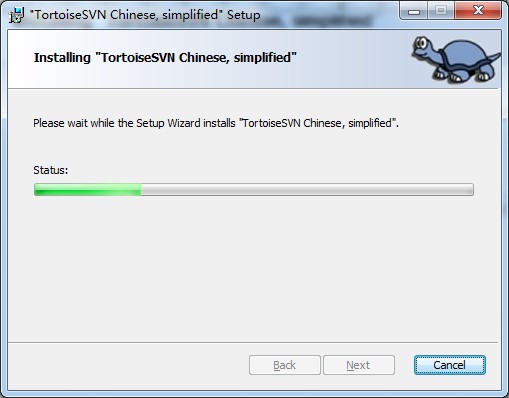 "TortoiseSVN Chinese, simplified" Setup
Installing "TortoiseSVN Chinese, simplified"
Please wait while the Setup Wizard installs "TortoiseSVN Chinese, simplified".
Status:
Back Next Cancel